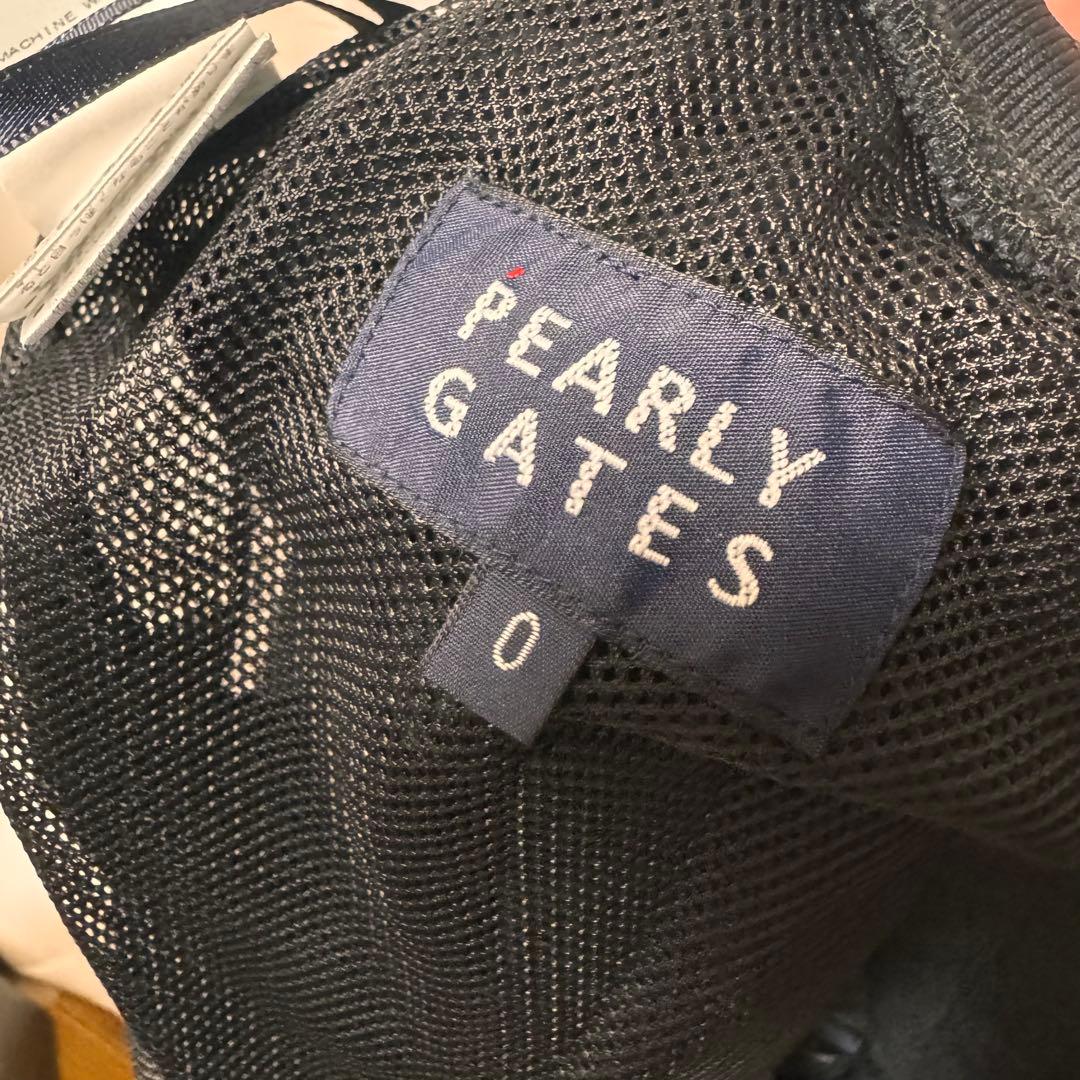 MACHINE W
PEARLY
GATES
0